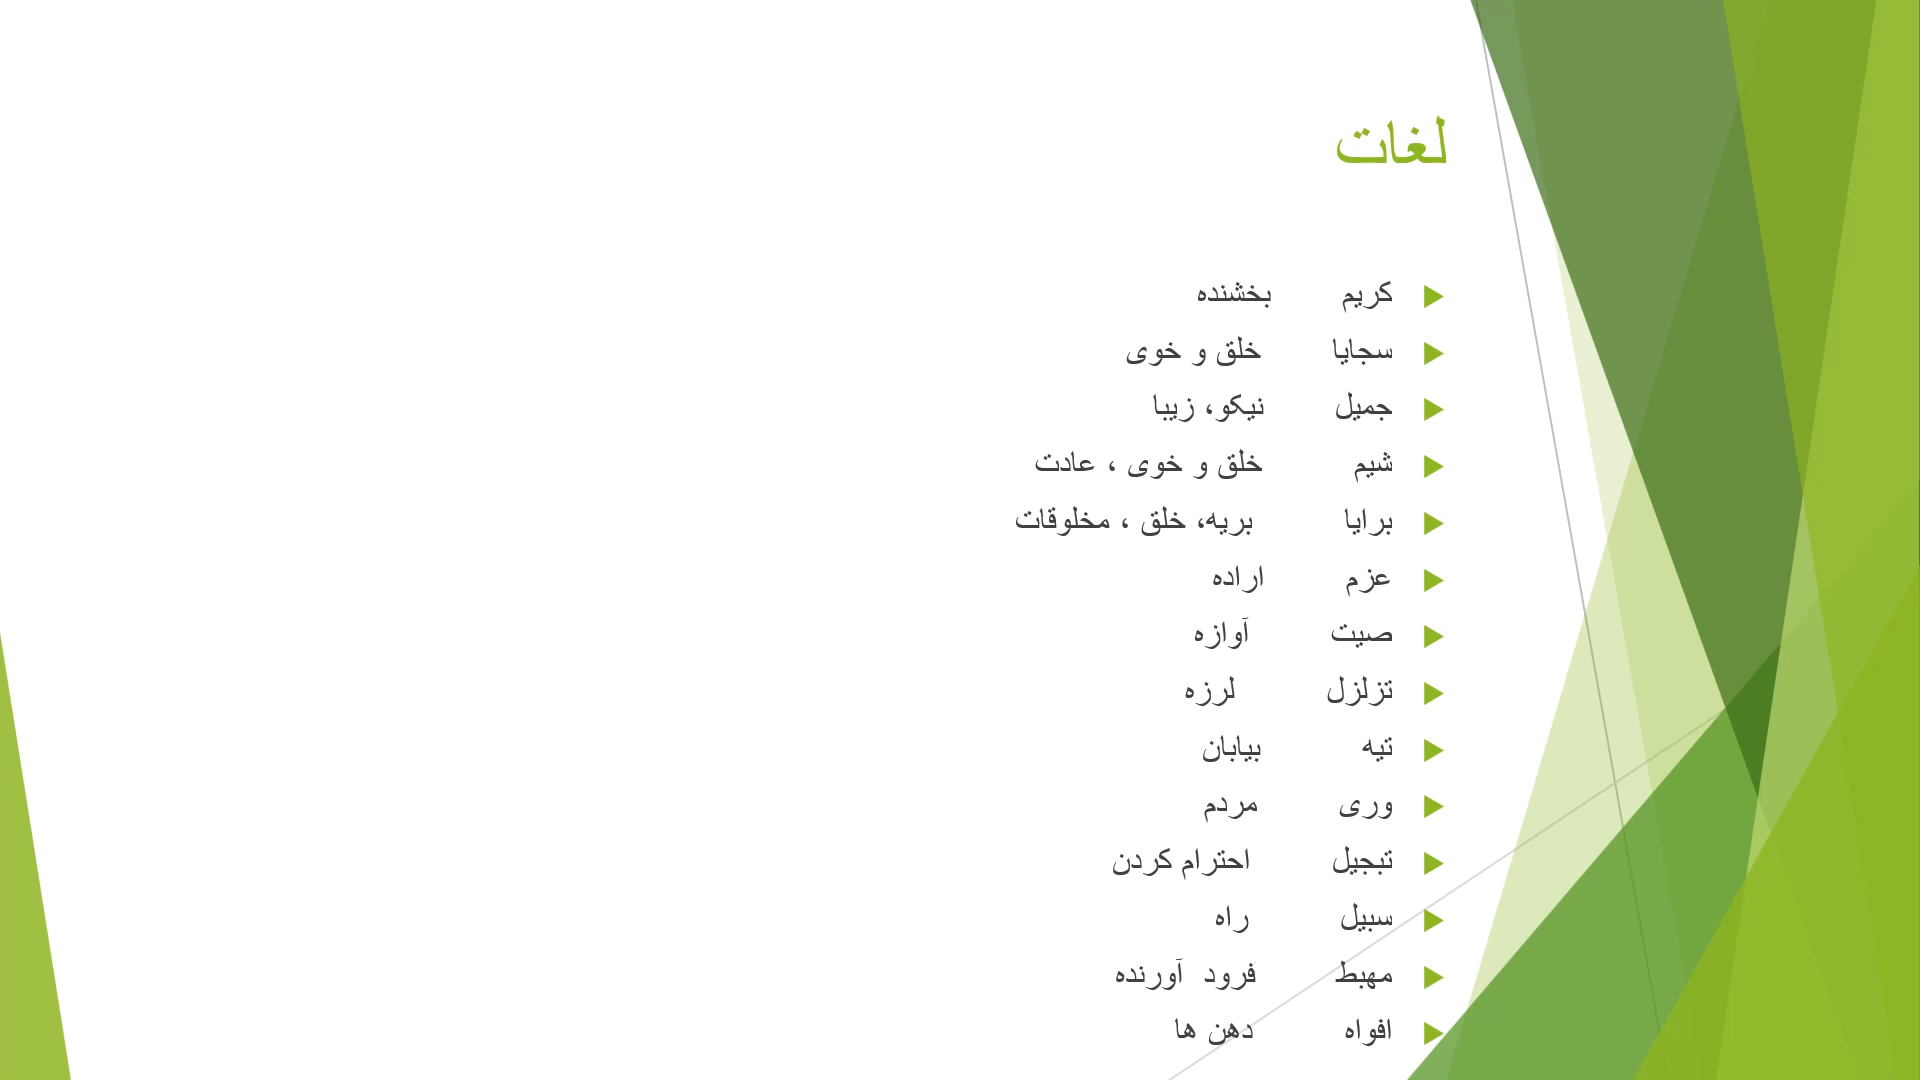 لغات
کریم بخشنده
سجایا خلق و خوی
جمیل نیکو، زیبا
شیم خلق و خوی ، عادت
برایا بریه، خلق ، مخلوقات
عزم اراده
صیت آوازه
تزلزل لرزه
تیه بیابان
وری مردم
تبجیل احترام کردن
سبیل راه
مهبط فرود آورنده
افواه دهن ها